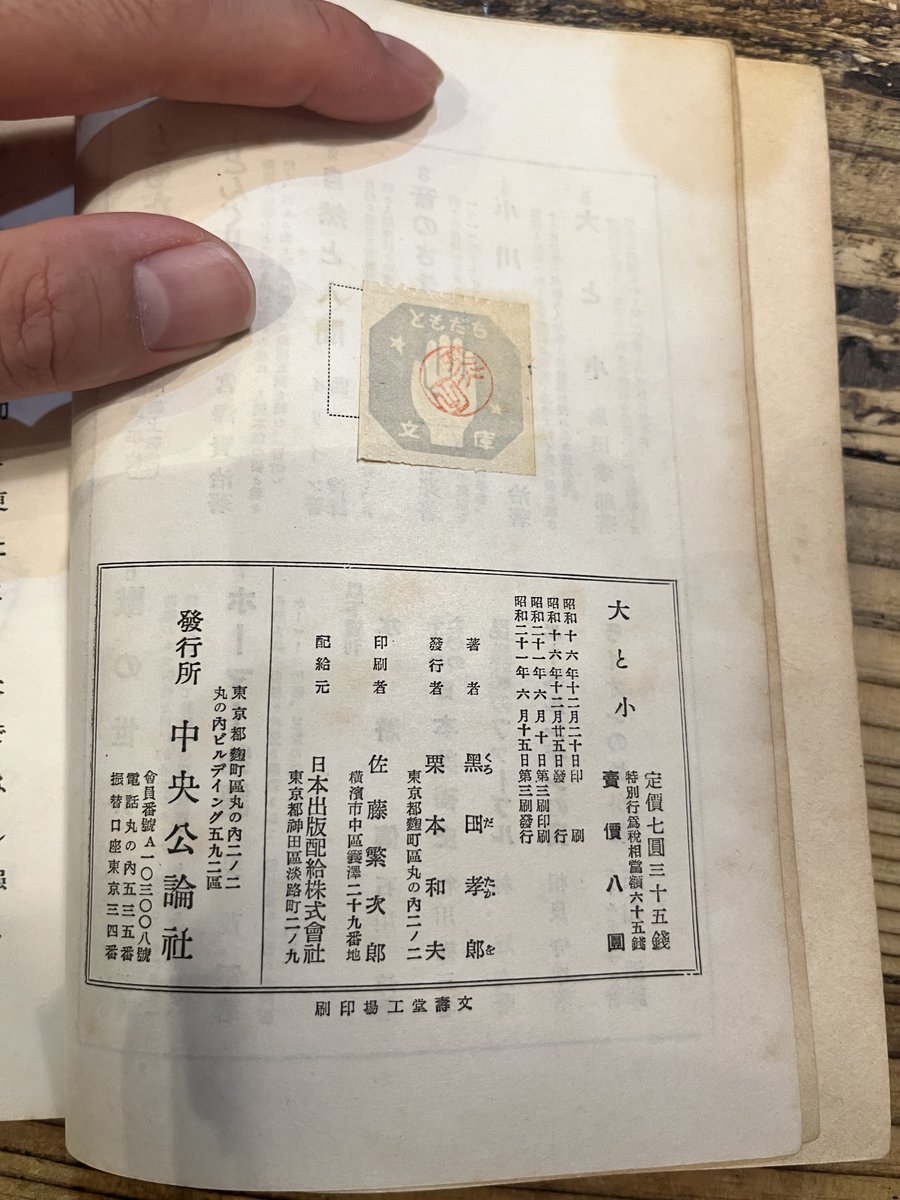 ともだち
文庫
大と小
定價七圓三十五錢
特別行爲稅相當額六十五錢
賣價八圓
昭和十六年十二月二十日印刷
昭和十六年十二月廿五日發行
昭和二十一年六月十日第三刷印刷
昭和二十一年六月十五日第三刷發行
著者 黑田孝郎
くろだたかを
發行者 栗本和夫
東京都麴町區丸の內二ノ二
印刷者 佐藤繁次郎
橫濱市中區蓑澤二十九番地
配給元 日本出版配給株式會社
東京都神田區淡路町二ノ九
東京都麴町區丸の內二ノ二
丸の內ビルデイング五九二區
發行所 中央公論社
會員番號A一〇三〇〇八號
電話丸の內五三五番
振替口座東京三四番
文壽堂工場印刷